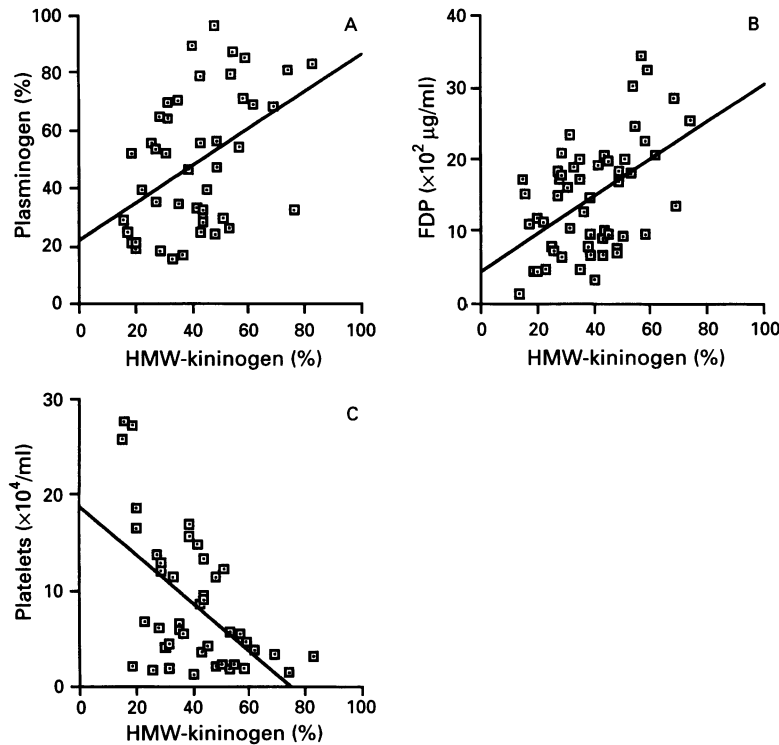 A
Plasminogen (%)
100
80
60
40
20
0
0 20 40 60 80 100
HMW-kininogen (%)
B
FDP (×10² µg/ml)
40
30
20
10
0
0 20 40 60 80 100
HMW-kininogen (%)
C
Platelets (×10⁴/ml)
30
20
10
0
0 20 40 60 80 100
HMW-kininogen (%)